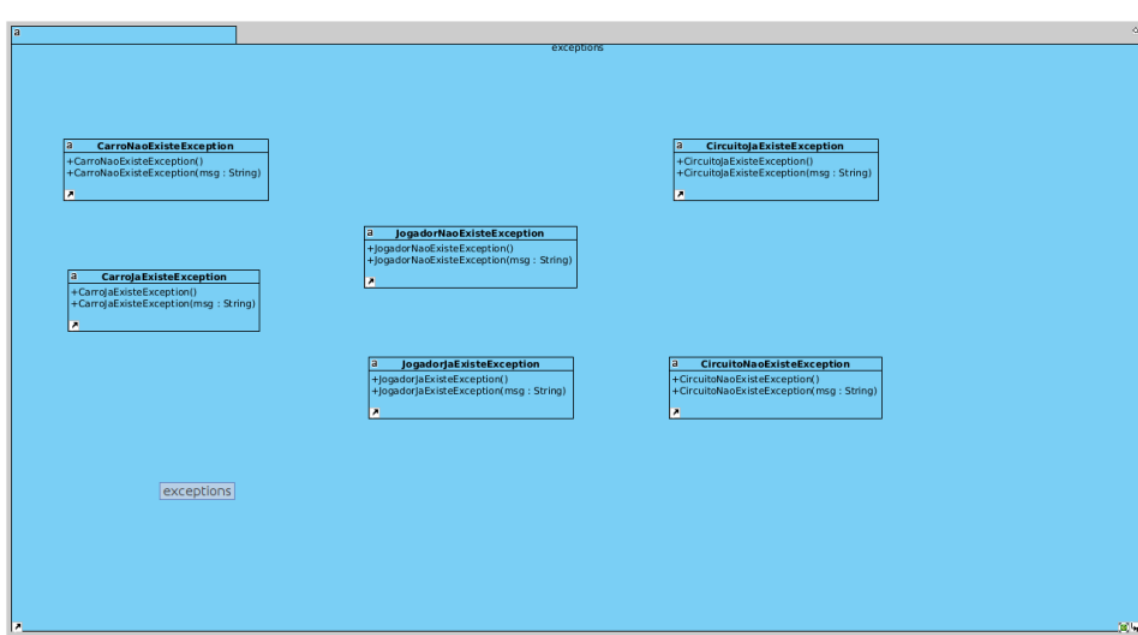 a
exceptions
a CarroNaoExisteException
+CarroNaoExisteException()
+CarroNaoExisteException(msg : String)
a CircuitoJaExisteException
+CircuitoJaExisteException()
+CircuitoJaExisteException(msg : String)
a JogadorNaoExisteException
+JogadorNaoExisteException()
+JogadorNaoExisteException(msg : String)
a CarroJaExisteException
+CarroJaExisteException()
+CarroJaExisteException(msg : String)
a JogadorJaExisteException
+JogadorJaExisteException()
+JogadorJaExisteException(msg : String)
a CircuitoNaoExisteException
+CircuitoNaoExisteException()
+CircuitoNaoExisteException(msg : String)
exceptions